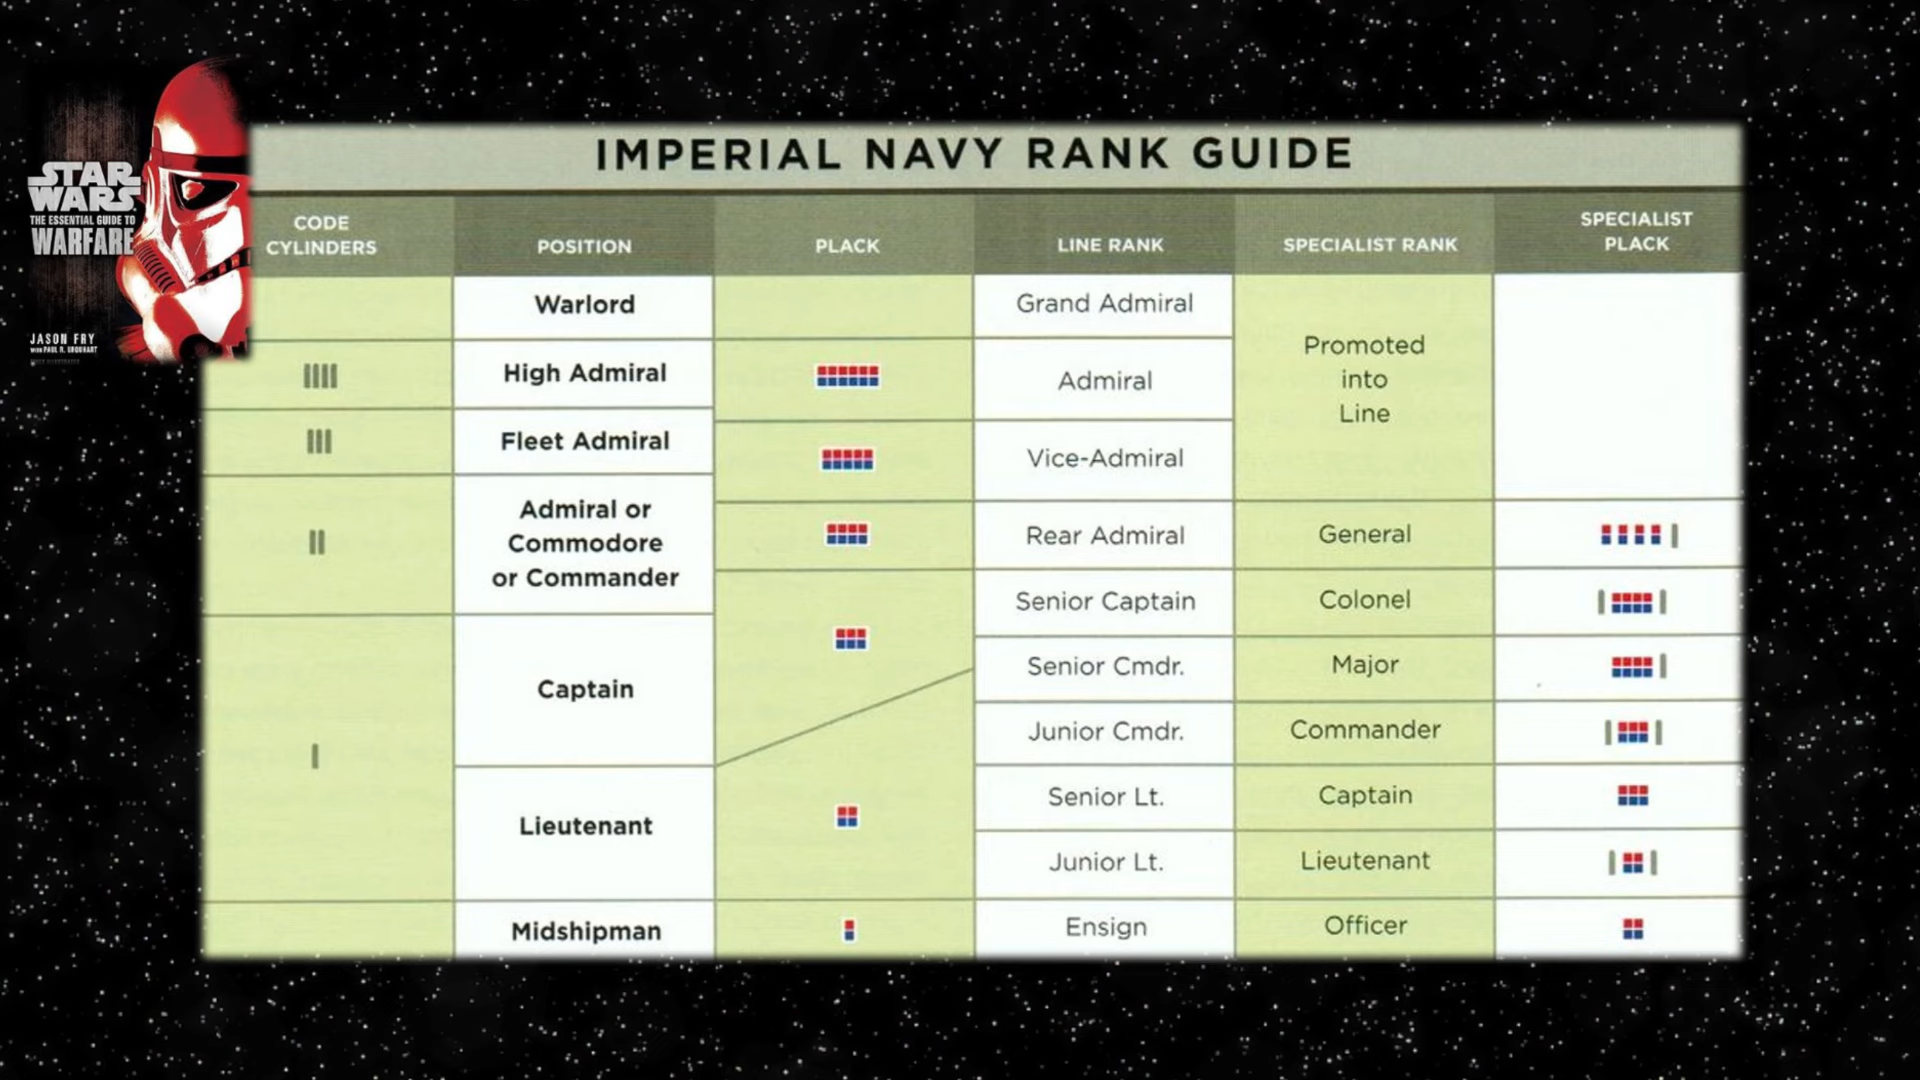 IMPERIAL NAVY RANK GUIDE
STAR
WARS
THE ESSENTIAL GUIDE TO
WARFARE
JASON FRY
WITH PAUL R. URQUHART
CODE
CYLINDERS
POSITION
PLACK
LINE RANK
SPECIALIST RANK
SPECIALIST
PLACK
Warlord
Grand Admiral
Promoted
into
Line
High Admiral
Admiral
Fleet Admiral
Vice-Admiral
Admiral or
Commodore
or Commander
Rear Admiral
General
Senior Captain
Colonel
Captain
Senior Cmdr.
Major
Junior Cmdr.
Commander
Lieutenant
Senior Lt.
Captain
Junior Lt.
Lieutenant
Midshipman
Ensign
Officer